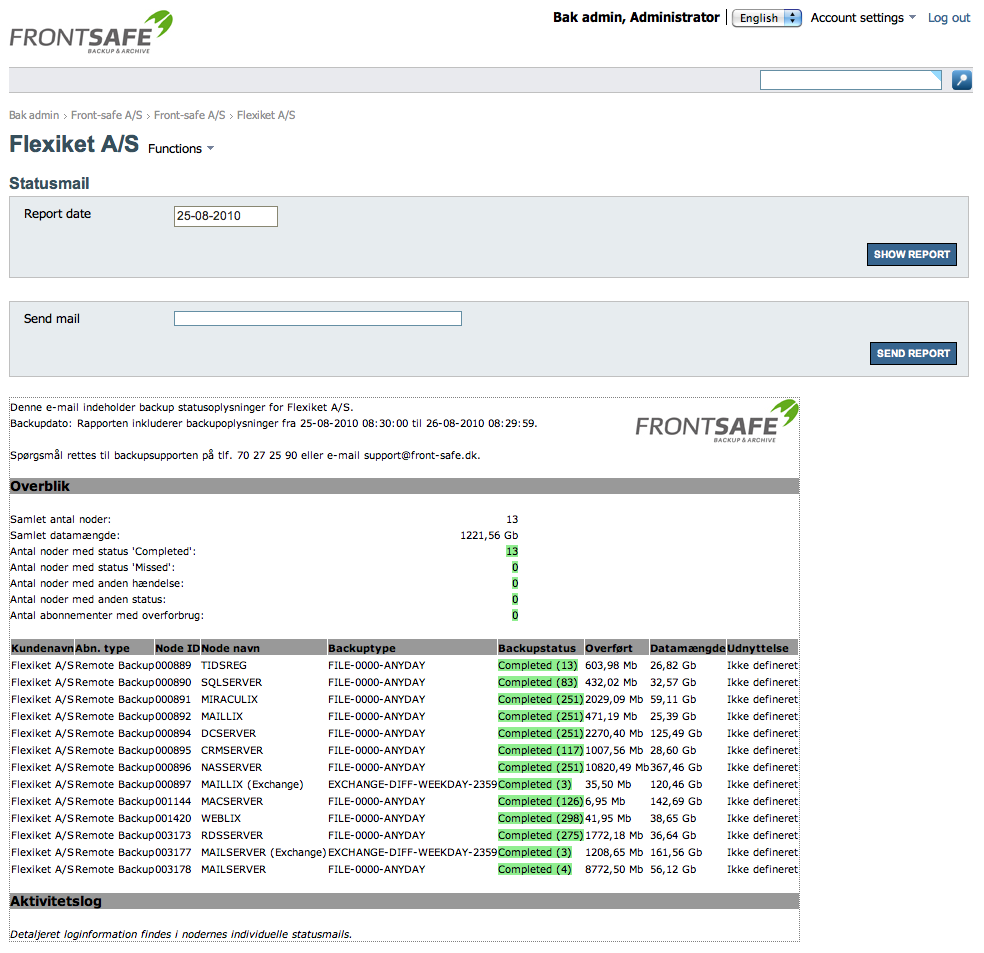 FRONTSAFE
BACKUP & ARCHIVE
Bak admin, Administrator
English
Account settings
Log out
Bak admin › Front-safe A/S › Front-safe A/S › Flexiket A/S
Flexiket A/S Functions
Statusmail
Report date 25-08-2010
SHOW REPORT
Send mail
SEND REPORT
Denne e-mail indeholder backup statusoplysninger for Flexiket A/S.
Backupdato: Rapporten inkluderer backupoplysninger fra 25-08-2010 08:30:00 til 26-08-2010 08:29:59.
FRONTSAFE
BACKUP & ARCHIVE
Spørgsmål rettes til backupsupporten på tlf. 70 27 25 90 eller e-mail support@front-safe.dk.
Overblik
Samlet antal noder: 13
Samlet datamængde: 1221,56 Gb
Antal noder med status 'Completed': 13
Antal noder med status 'Missed': 0
Antal noder med anden hændelse: 0
Antal noder med anden status: 0
Antal abonnementer med overforbrug: 0
Kundenavn Abn. type Node ID Node navn Backuptype Backupstatus Overført Datamængde Udnyttelse
Flexiket A/S Remote Backup 000889 TIDSREG FILE-0000-ANYDAY Completed (13) 603,98 Mb 26,82 Gb Ikke defineret
Flexiket A/S Remote Backup 000890 SQLSERVER FILE-0000-ANYDAY Completed (83) 432,02 Mb 32,57 Gb Ikke defineret
Flexiket A/S Remote Backup 000891 MIRACULIX FILE-0000-ANYDAY Completed (251) 2029,09 Mb 59,11 Gb Ikke defineret
Flexiket A/S Remote Backup 000892 MAILLIX FILE-0000-ANYDAY Completed (251) 471,19 Mb 25,39 Gb Ikke defineret
Flexiket A/S Remote Backup 000894 DCSERVER FILE-0000-ANYDAY Completed (251) 2270,40 Mb 125,49 Gb Ikke defineret
Flexiket A/S Remote Backup 000895 CRMSERVER FILE-0000-ANYDAY Completed (117) 1007,56 Mb 28,60 Gb Ikke defineret
Flexiket A/S Remote Backup 000896 NASSERVER FILE-0000-ANYDAY Completed (251) 10820,49 Mb 367,46 Gb Ikke defineret
Flexiket A/S Remote Backup 000897 MAILLIX (Exchange) EXCHANGE-DIFF-WEEKDAY-2359 Completed (3) 35,50 Mb 120,46 Gb Ikke defineret
Flexiket A/S Remote Backup 001144 MACSERVER FILE-0000-ANYDAY Completed (126) 6,95 Mb 142,69 Gb Ikke defineret
Flexiket A/S Remote Backup 001420 WEBLIX FILE-0000-ANYDAY Completed (298) 41,95 Mb 38,65 Gb Ikke defineret
Flexiket A/S Remote Backup 003173 RDSSERVER FILE-0000-ANYDAY Completed (275) 1772,18 Mb 36,64 Gb Ikke defineret
Flexiket A/S Remote Backup 003177 MAILSERVER (Exchange) EXCHANGE-DIFF-WEEKDAY-2359 Completed (3) 1208,65 Mb 161,56 Gb Ikke defineret
Flexiket A/S Remote Backup 003178 MAILSERVER FILE-0000-ANYDAY Completed (4) 8772,50 Mb 56,12 Gb Ikke defineret
Aktivitetslog
Detaljeret loginformation findes i nodernes individuelle statusmails.